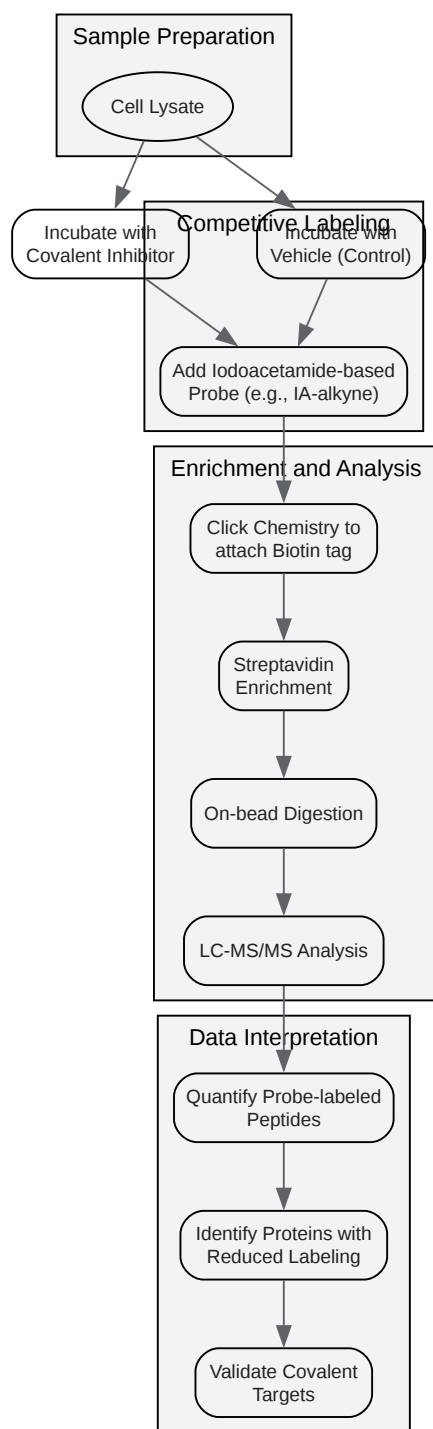 Sample Preparation
Cell Lysate
Competitive Labeling
Incubate with
Covalent Inhibitor
Incubate with
Vehicle (Control)
Add Iodoacetamide-based
Probe (e.g., IA-alkyne)
Enrichment and Analysis
Click Chemistry to
attach Biotin tag
Streptavidin
Enrichment
On-bead Digestion
LC-MS/MS Analysis
Data Interpretation
Quantify Probe-labeled
Peptides
Identify Proteins with
Reduced Labeling
Validate Covalent
Targets